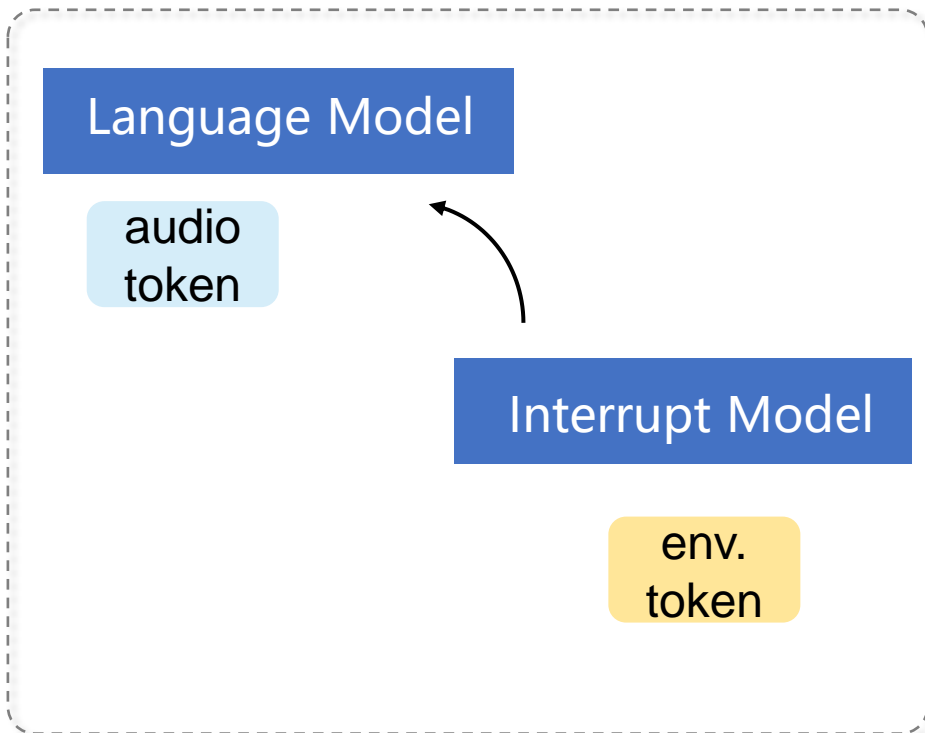 Language Model
audio
token
Interrupt Model
env.
token